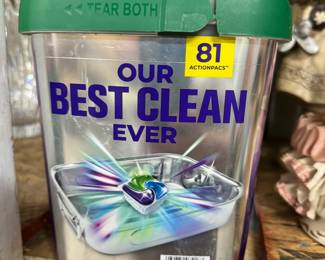 ◄◄ TEAR BOTH
81
ACTIONPACS™
OUR
BEST CLEAN
EVER